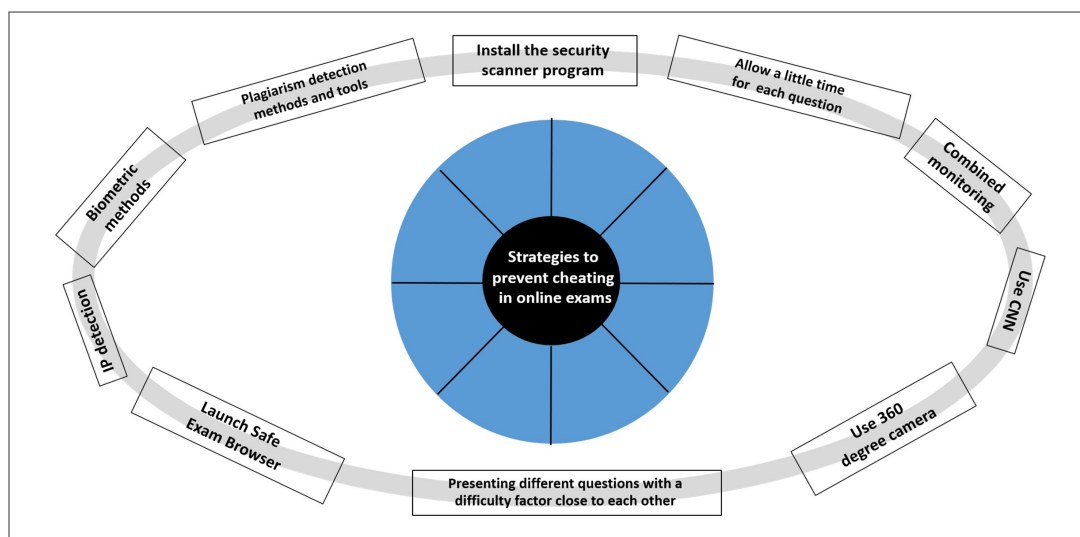 Install the security
scanner program
Allow a little time
for each question
Combined
monitoring
Use CNN
Use 360
degree camera
Presenting different questions with a
difficulty factor close to each other
Launch Safe
Exam Browser
IP detection
Biometric
methods
Plagiarism detection
methods and tools
Strategies to
prevent cheating
in online exams